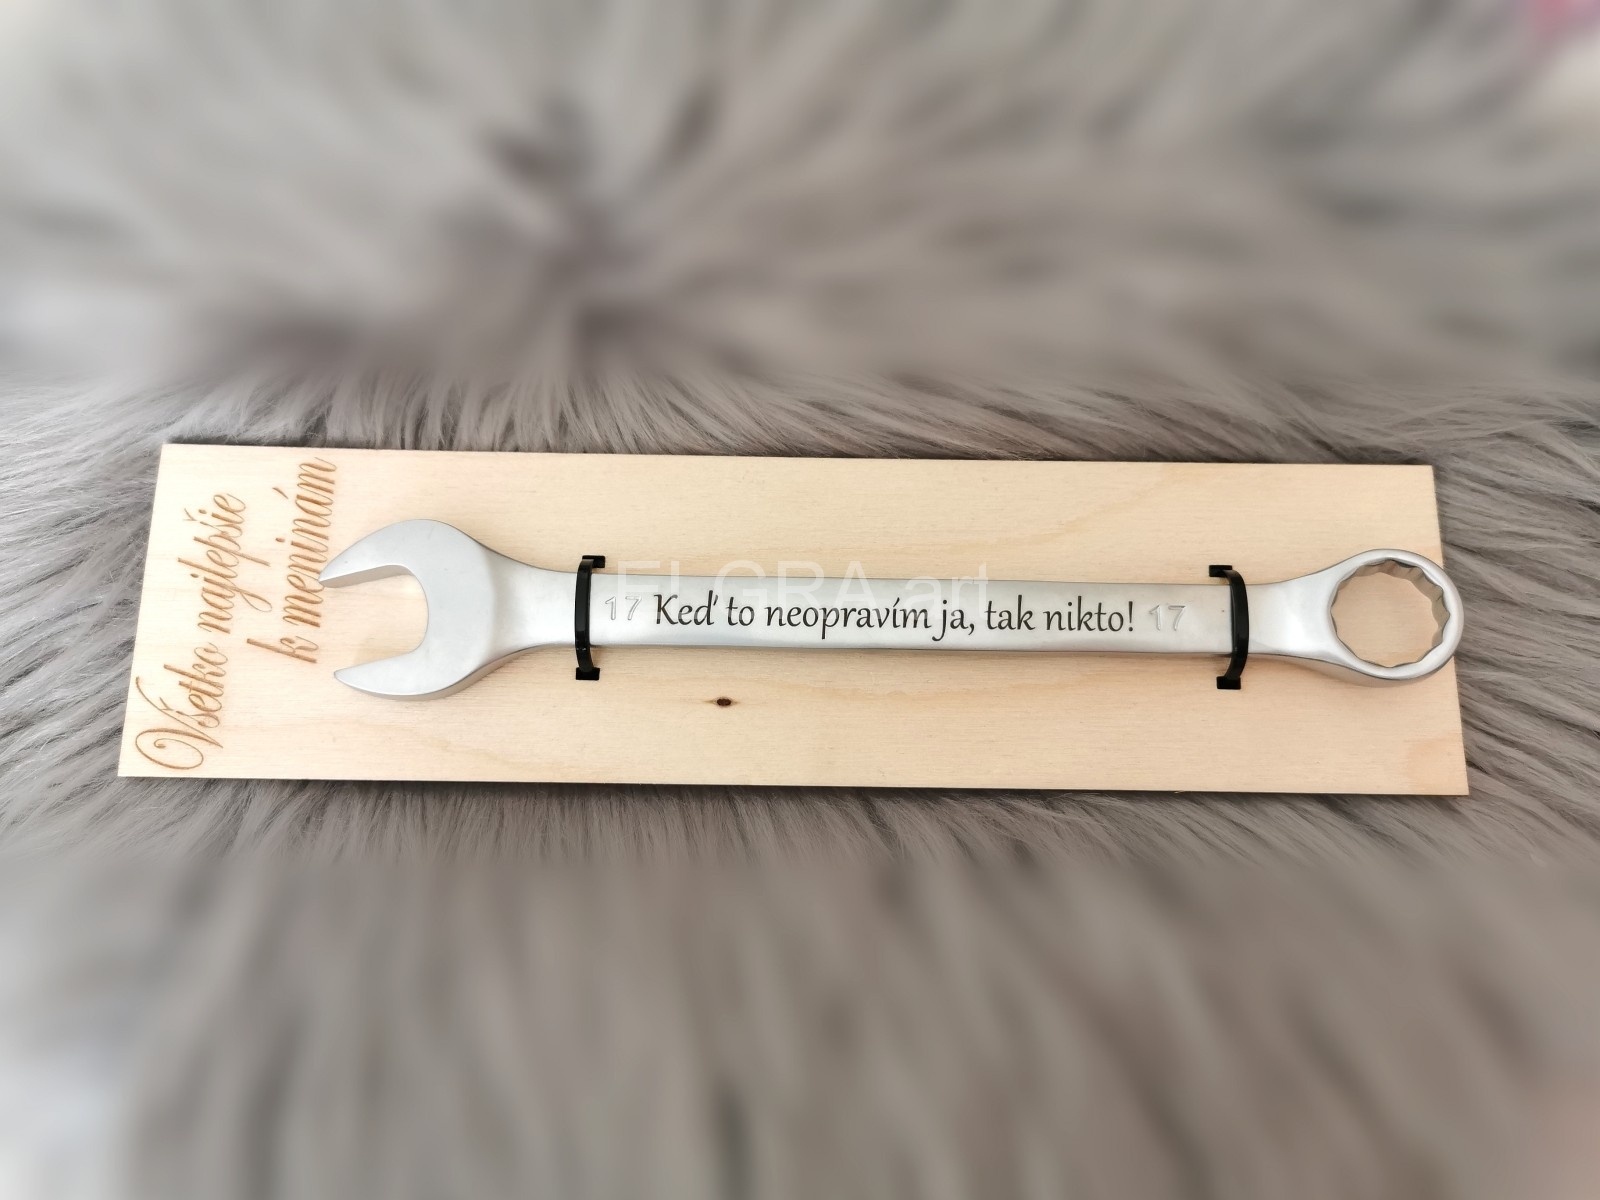 Všetko najlepšie
k meninám
17 Keď to neopravím ja, tak nikto! 17
ELGRA art